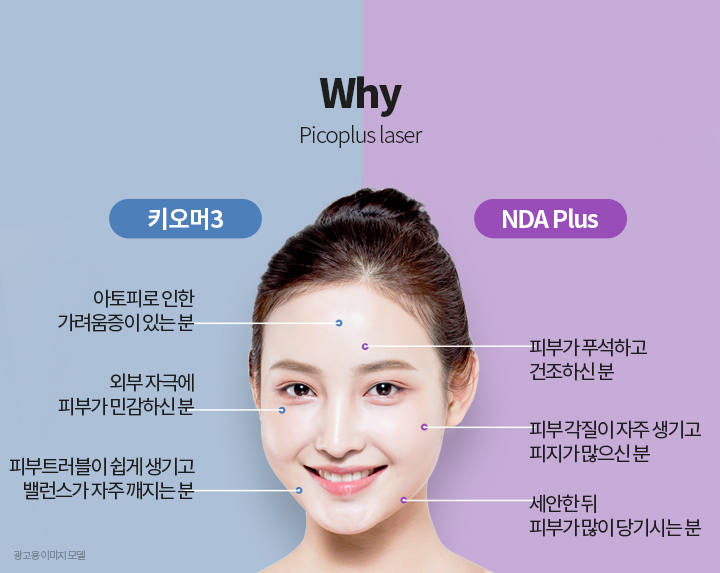 Why
Picoplus laser
키오머3
아토피로 인한
가려움증이 있는 분
외부 자극에
피부가 민감하신 분
피부트러블이 쉽게 생기고
밸런스가 자주 깨지는 분
NDA Plus
피부가 푸석하고
건조하신 분
피부 각질이 자주 생기고
피지가 많으신 분
세안한 뒤
피부가 많이 당기시는 분
광고용 이미지 모델